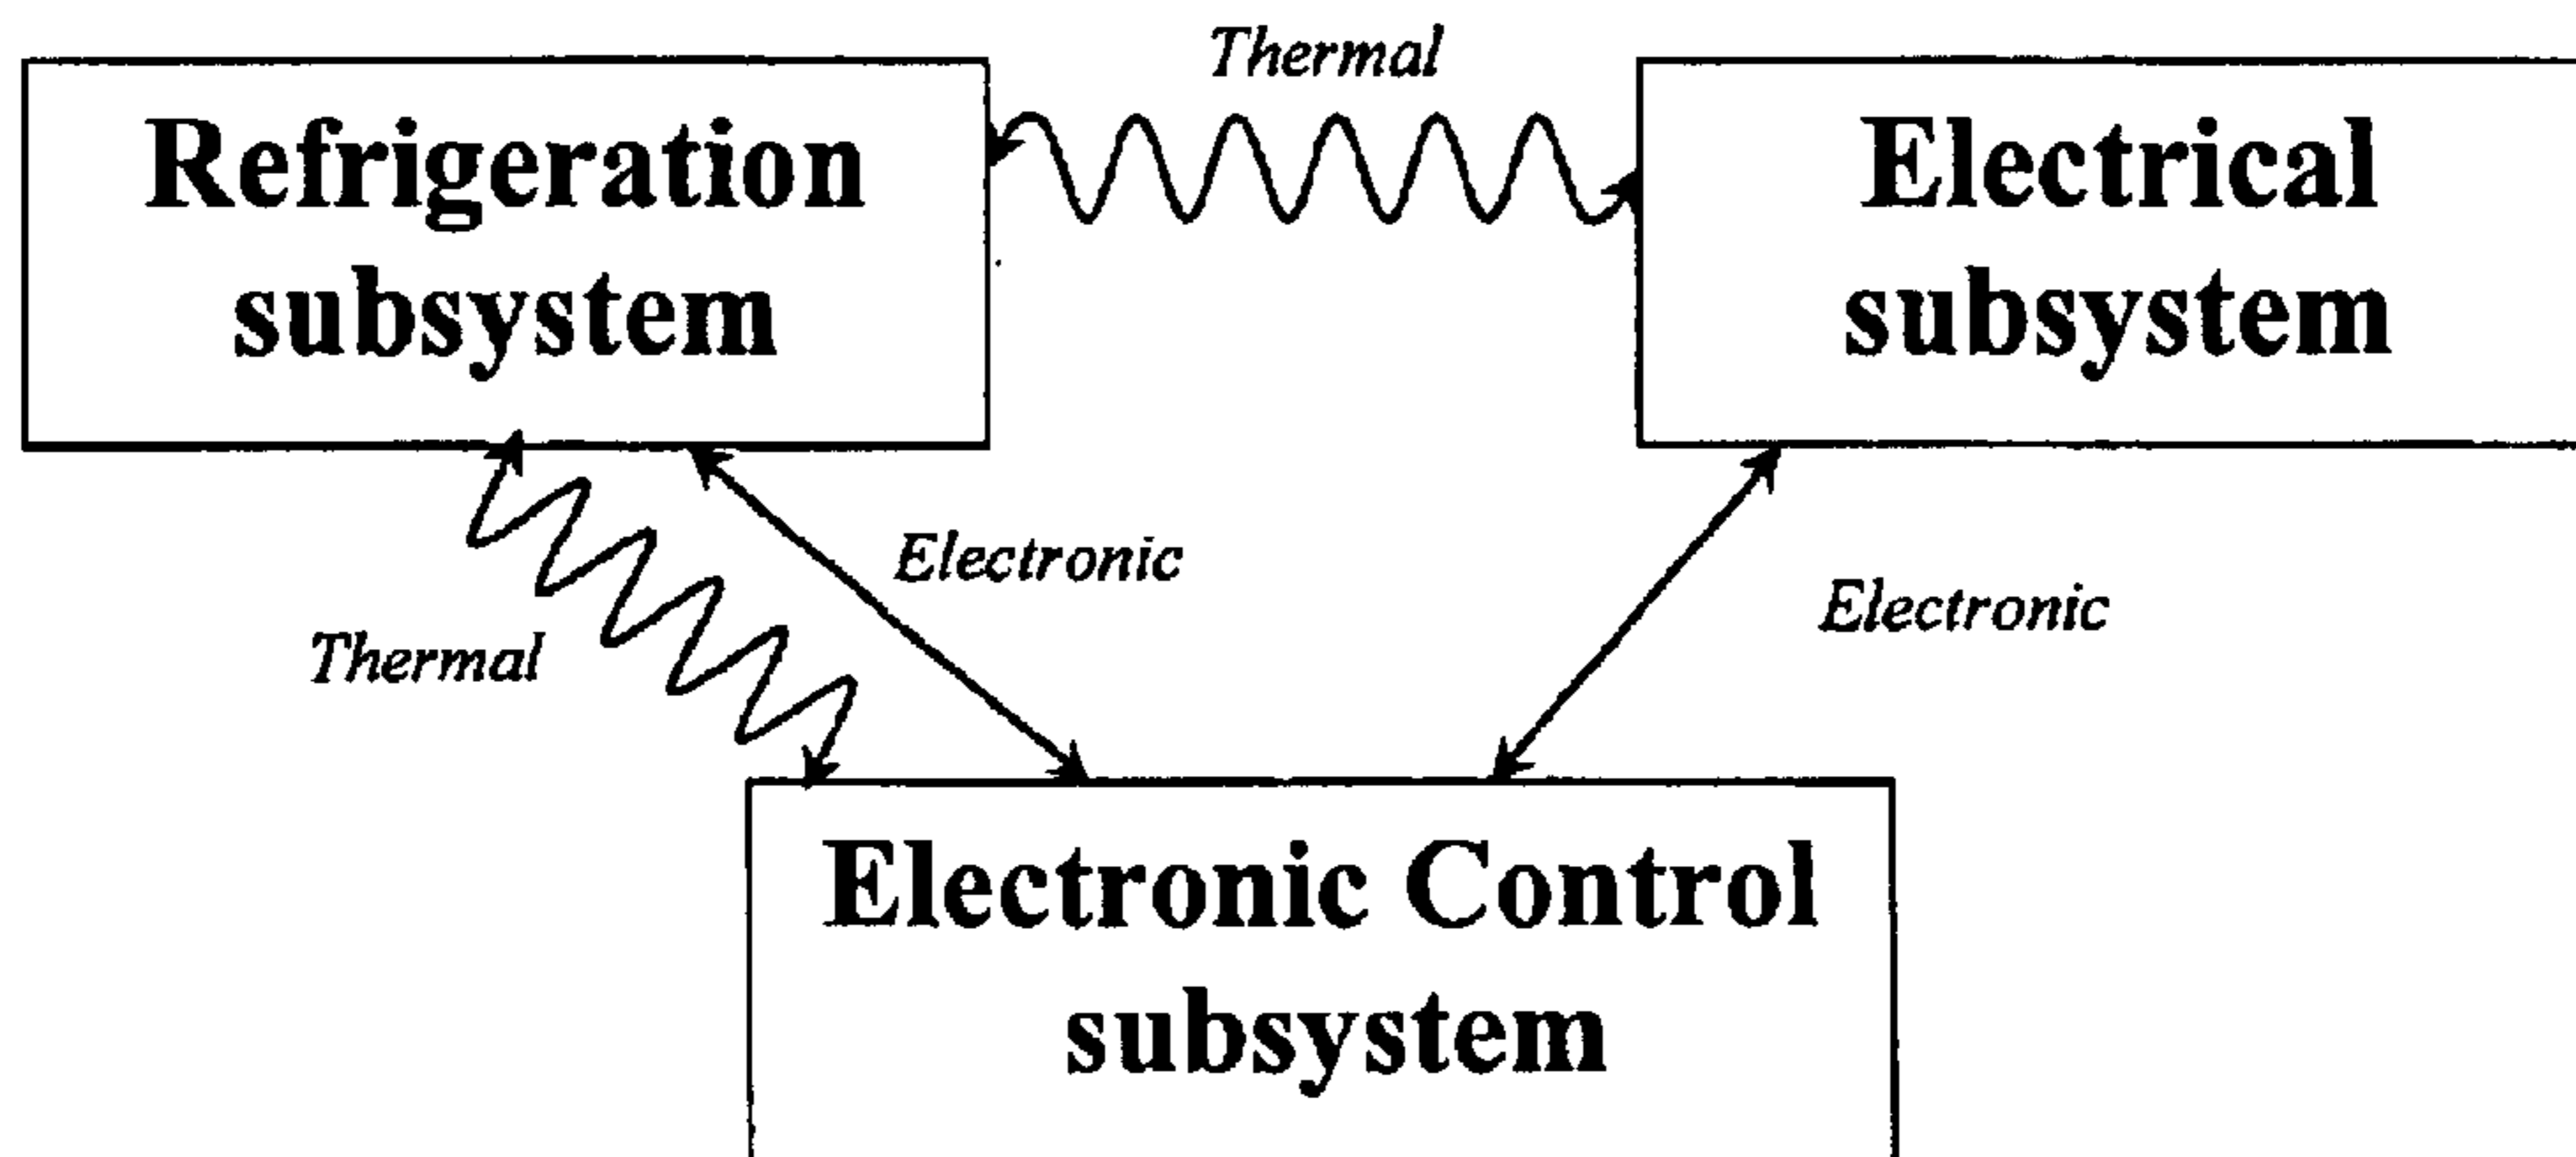 Thermal
Refrigeration
subsystem
Electrical
subsystem
Electronic
Electronic
Thermal
Electronic Control
subsystem